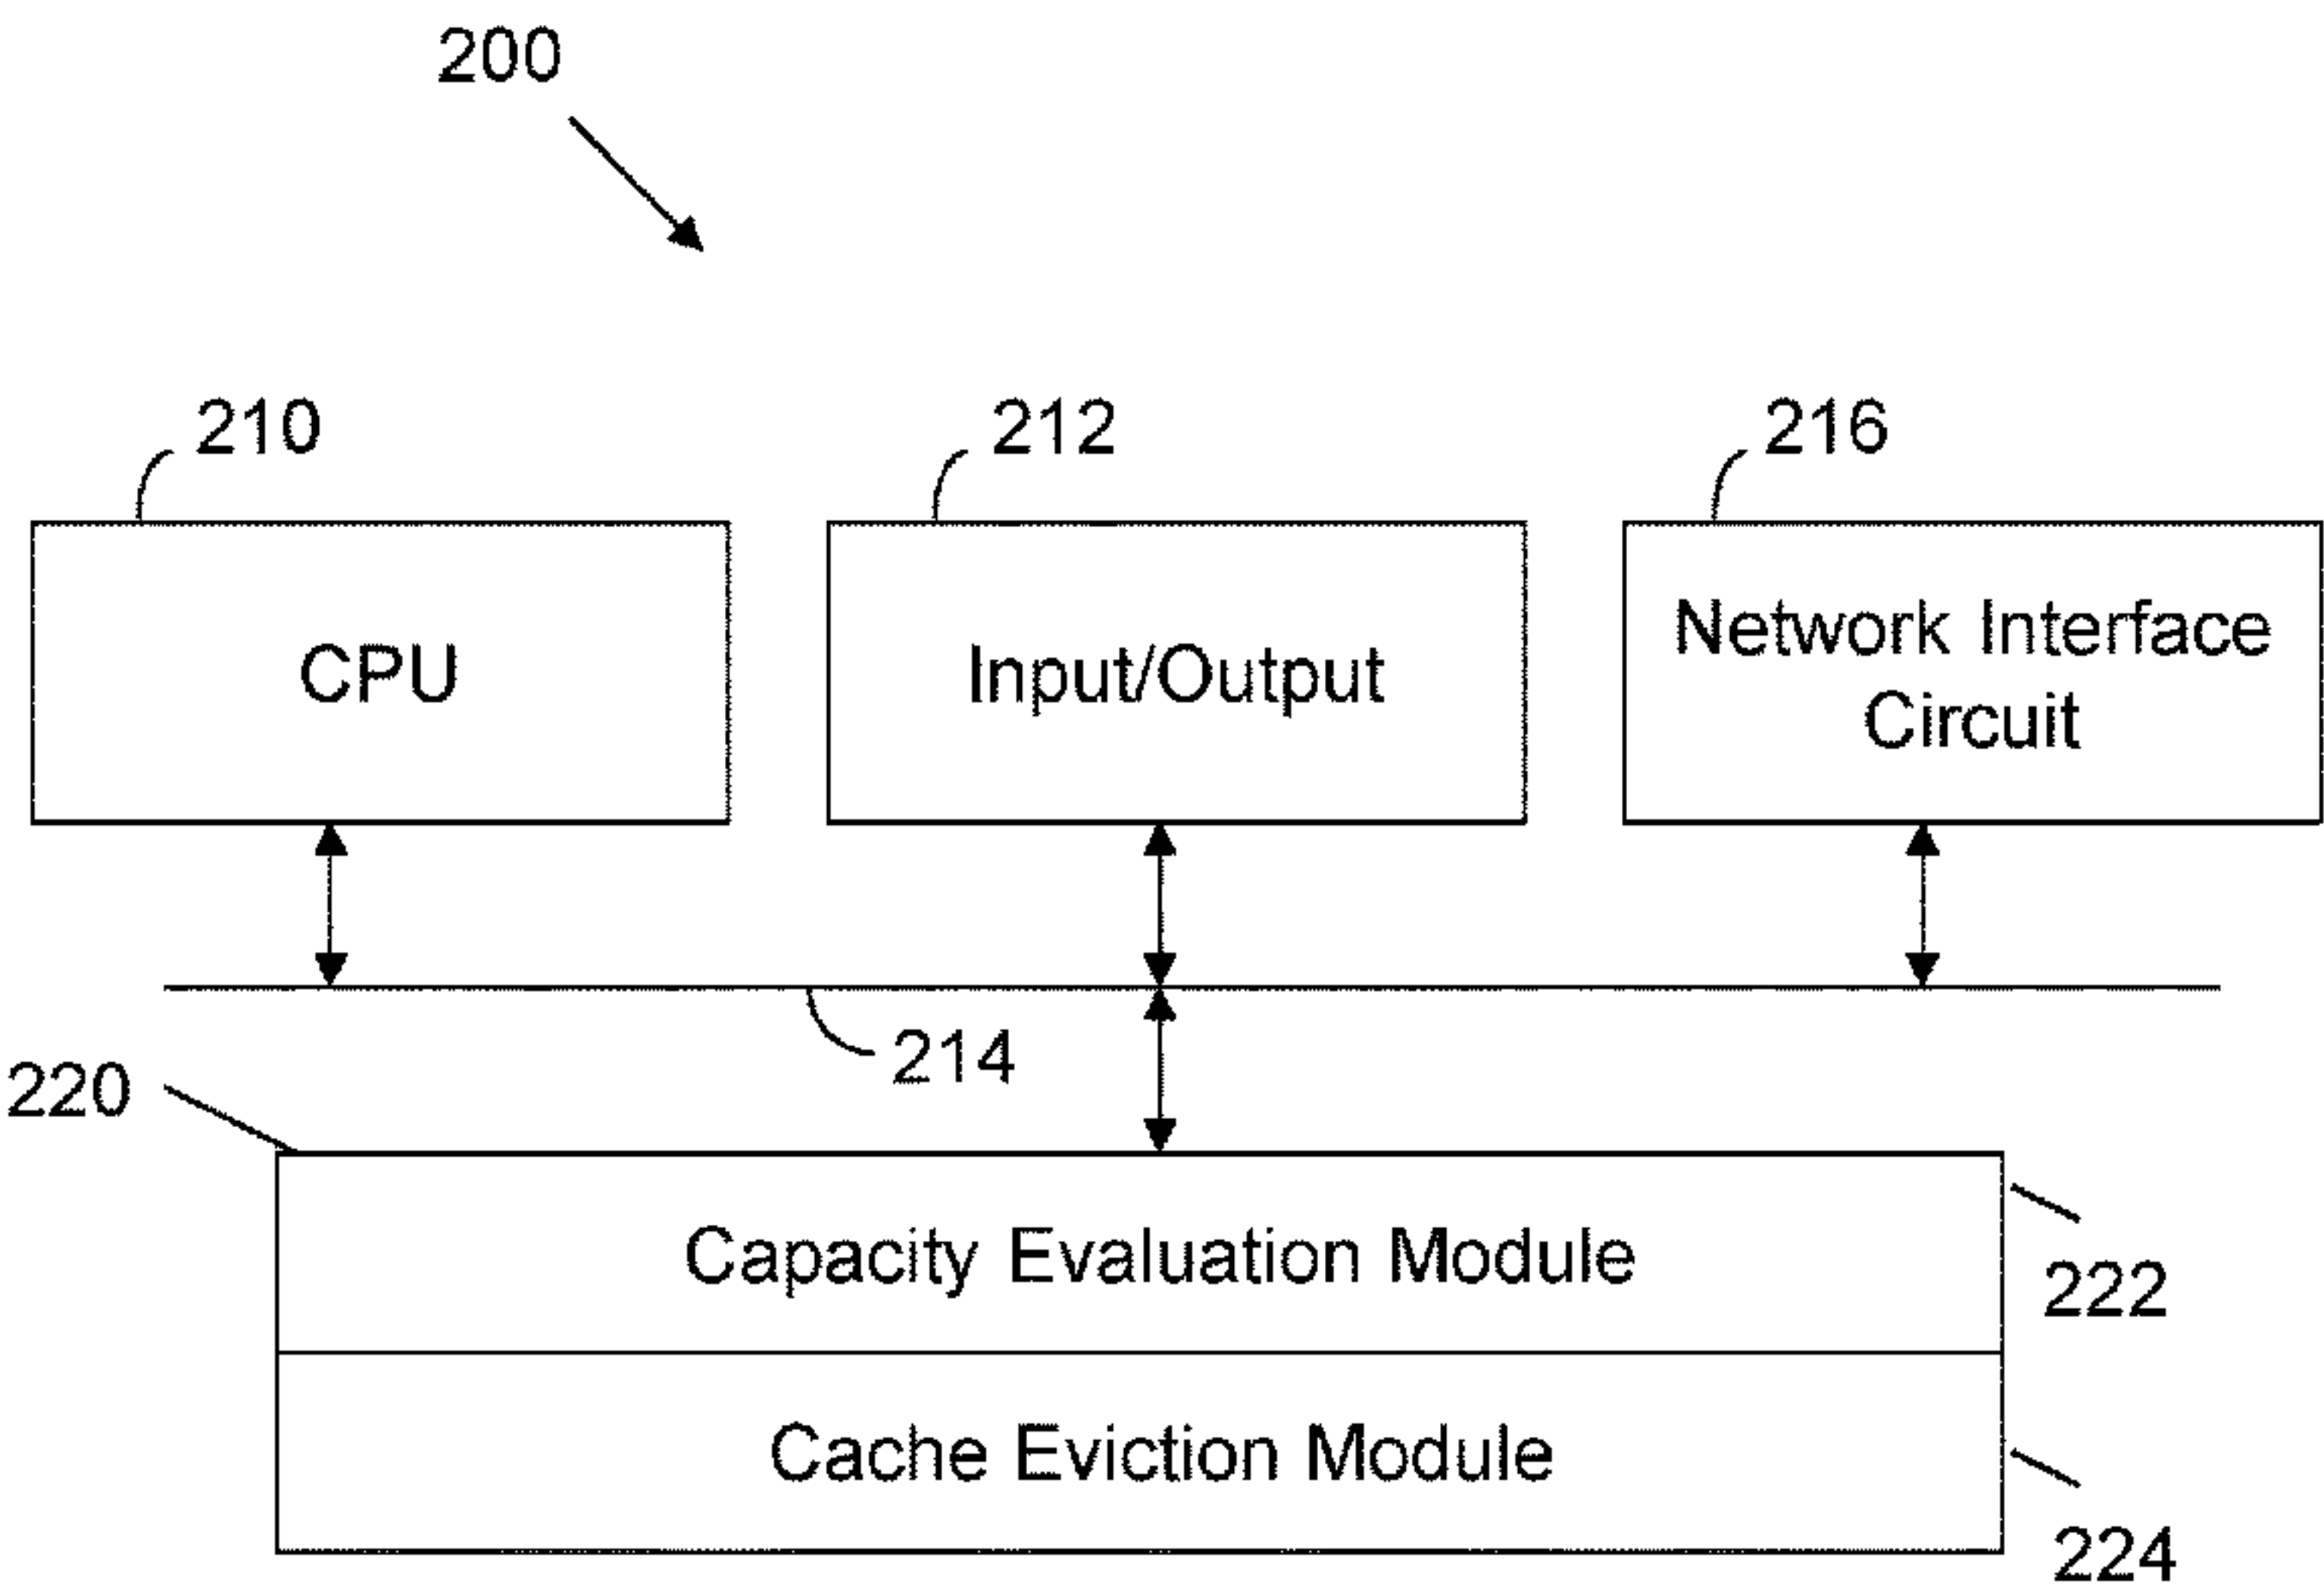 200
210
212
216
CPU
Input/Output
Network Interface
Circuit
214
220
Capacity Evaluation Module
222
Cache Eviction Module
224